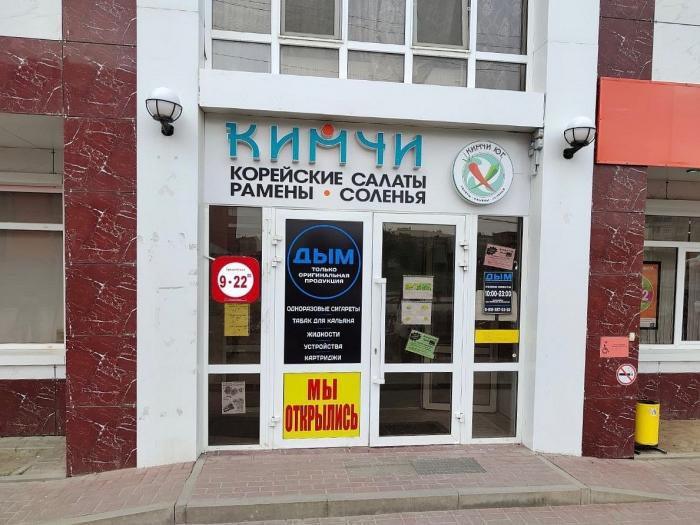 КИМЧИ
КОРЕЙСКИЕ САЛАТЫ
РАМЕНЫ • СОЛЕНЬЯ
КИМЧИ ЮГ
9-22⁰⁰
ДЫМ
ТОЛЬКО
ОРИГИНАЛЬНАЯ
ПРОДУКЦИЯ
ОДНОРАЗОВЫЕ СИГАРЕТЫ
ТАБАК ДЛЯ КАЛЬЯНА
ЖИДКОСТИ
УСТРОЙСТВА
КАРТРИДЖИ
МЫ
ОТКРЫЛИСЬ
ДЫМ
10:00-23:00